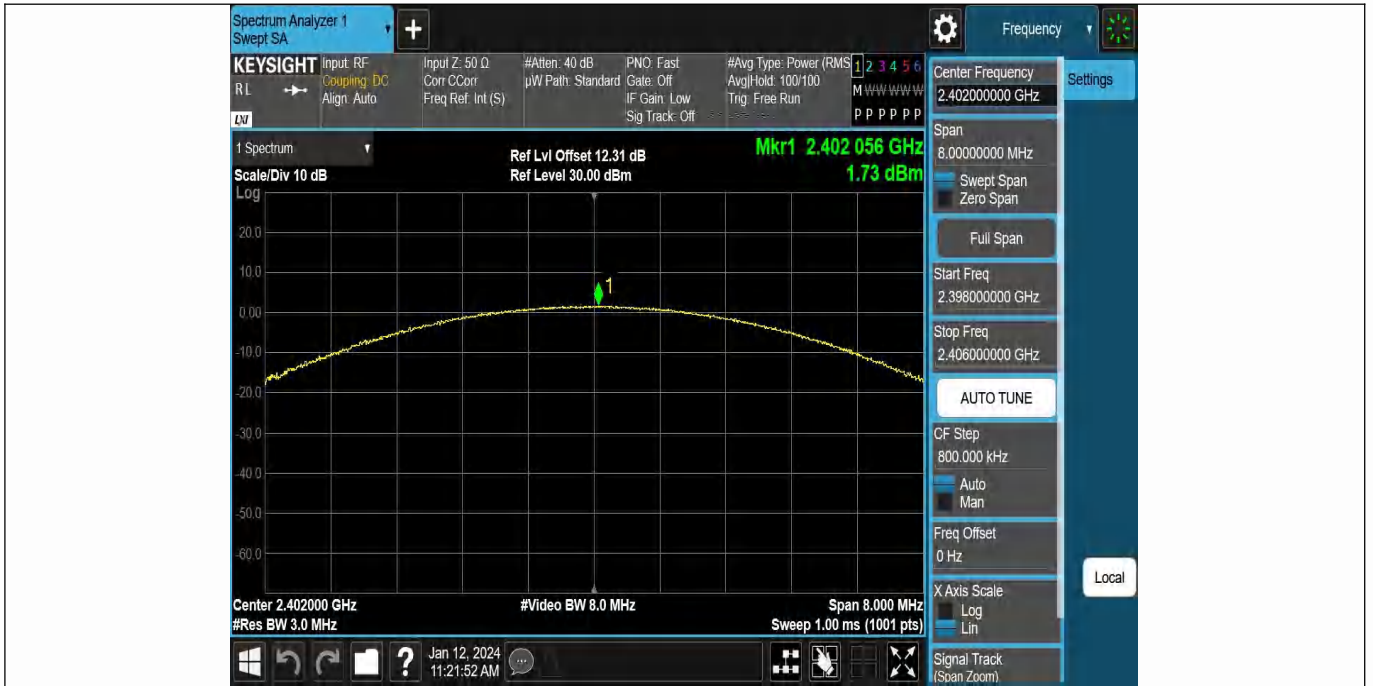 Spectrum Analyzer 1
Swept SA
+
Frequency
KEYSIGHT
Input: RF
Input Z: 50 Ω
#Atten: 40 dB
PNO: Fast
#Avg Type: Power (RMS
1 2 3 4 5 6
RL
Coupling: DC
Corr CCorr
µW Path: Standard
Gate: Off
Avg|Hold: 100/100
M W W W W W
Align: Auto
Freq Ref: Int (S)
IF Gain: Low
Trig: Free Run
LXI
Sig Track: Off
P P P P P P
Center Frequency
2.402000000 GHz
Settings
1 Spectrum
Ref Lvl Offset 12.31 dB
Mkr1 2.402 056 GHz
Scale/Div 10 dB
Ref Level 30.00 dBm
1.73 dBm
Log
20.0
10.0
1
0.00
-10.0
-20.0
-30.0
-40.0
-50.0
-60.0
Center 2.402000 GHz
#Video BW 8.0 MHz
Span 8.000 MHz
#Res BW 3.0 MHz
Sweep 1.00 ms (1001 pts)
Span
8.00000000 MHz
Swept Span
Zero Span
Full Span
Start Freq
2.398000000 GHz
Stop Freq
2.406000000 GHz
AUTO TUNE
CF Step
800.000 kHz
Auto
Man
Freq Offset
0 Hz
X Axis Scale
Log
Lin
Signal Track
(Span Zoom)
Local
?
Jan 12, 2024
11:21:52 AM